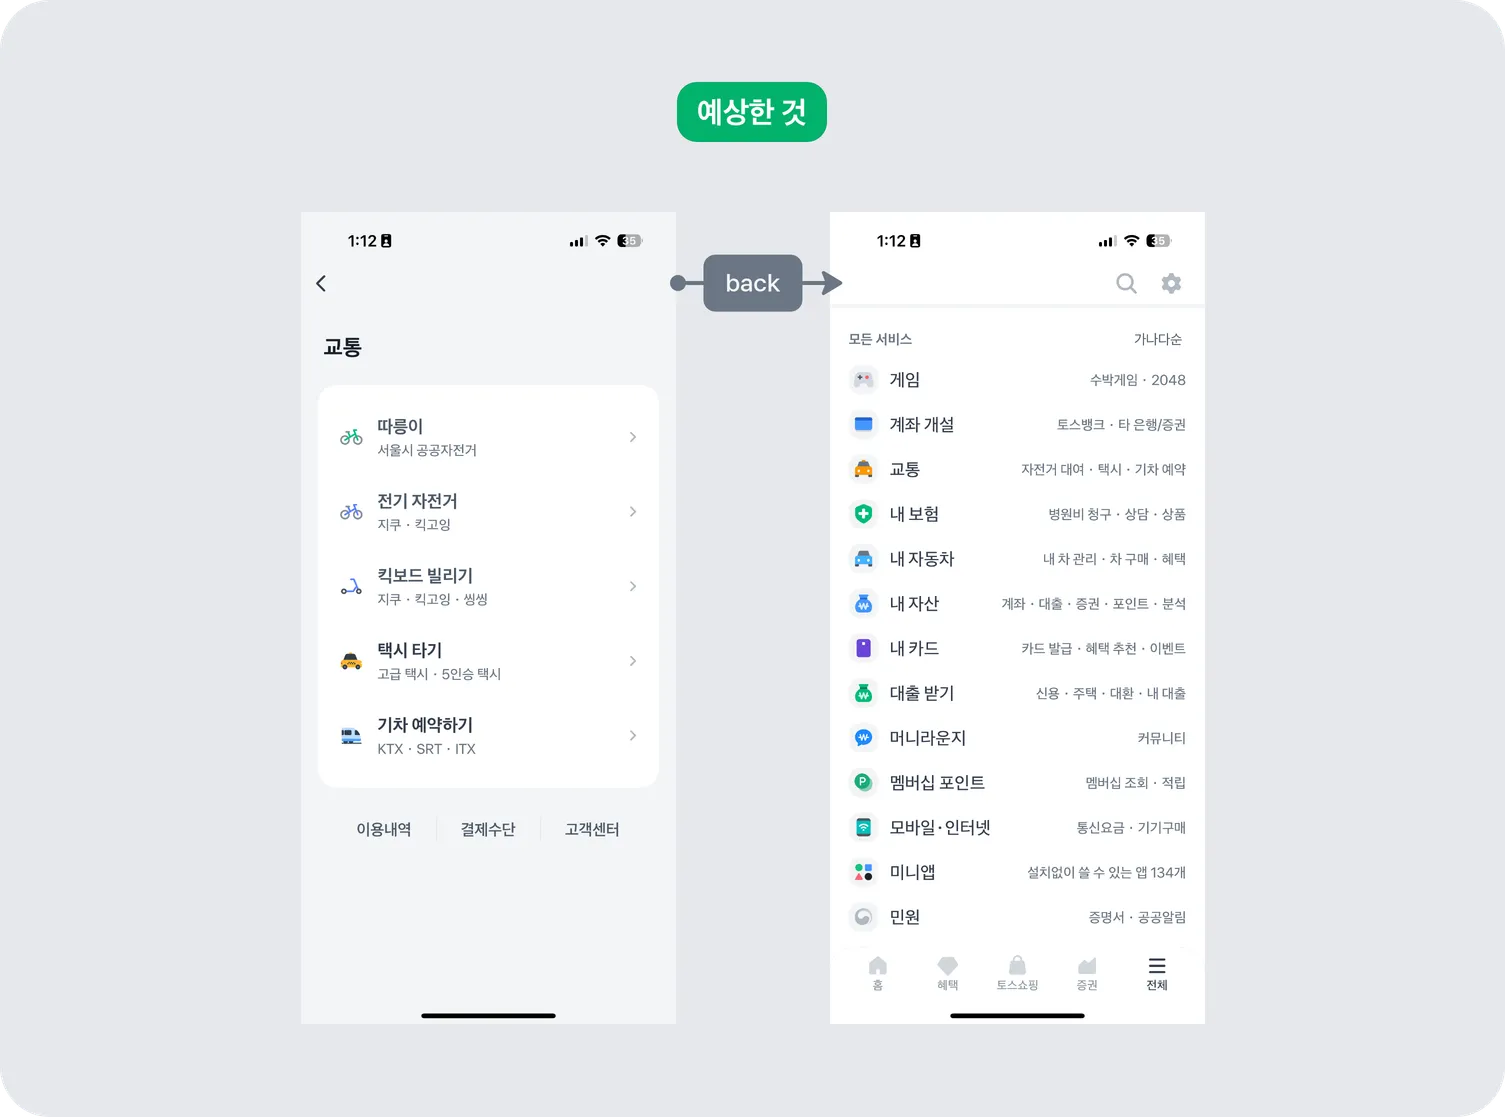 예상한 것
1:12
35
교통
따릉이
서울시 공공자전거
전기 자전거
지쿠 · 킥고잉
킥보드 빌리기
지쿠 · 킥고잉 · 씽씽
택시 타기
고급 택시 · 5인승 택시
기차 예약하기
KTX · SRT · ITX
이용내역 결제수단 고객센터
back
1:12
35
모든 서비스 가나다순
게임 수박게임 · 2048
계좌 개설 토스뱅크 · 타 은행/증권
교통 자전거 대여 · 택시 · 기차 예약
내 보험 병원비 청구 · 상담 · 상품
내 자동차 내 차 관리 · 차 구매 · 혜택
내 자산 계좌 · 대출 · 증권 · 포인트 · 분석
내 카드 카드 발급 · 혜택 추천 · 이벤트
대출 받기 신용 · 주택 · 대환 · 내 대출
머니라운지 커뮤니티
멤버십 포인트 멤버십 조회 · 적립
모바일·인터넷 통신요금 · 기기구매
미니앱 설치없이 쓸 수 있는 앱 134개
민원 증명서 · 공공알림
홈 혜택 토스쇼핑 증권 전체